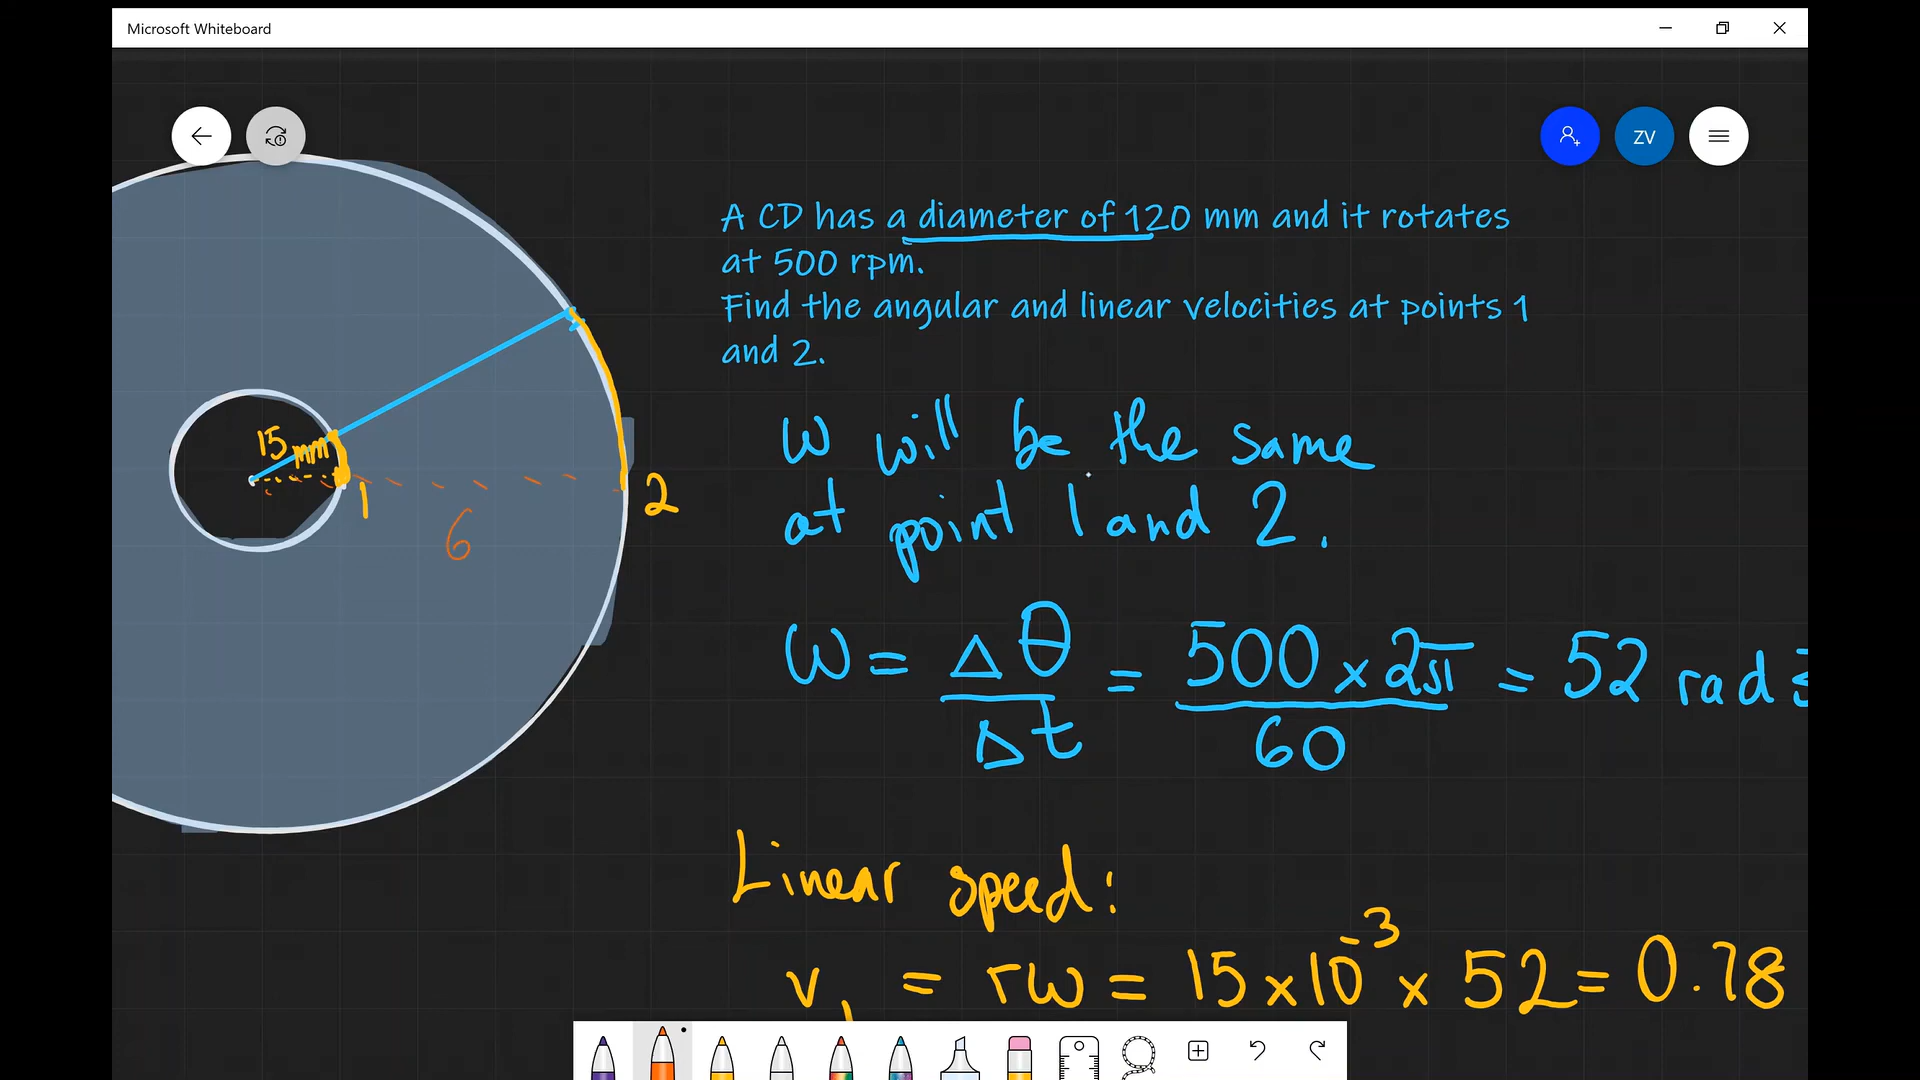 Microsoft Whiteboard
ZV
A CD has a diameter of 120 mm and it rotates
at 500 rpm.
Find the angular and linear velocities at points 1
and 2.
15 mm
1
6
2
ω will be the same
at point 1 and 2.
ω = Δθ/Δt = 500 × 2π/60 = 52 rad
Linear speed:
v₁ = rω = 15 × 10⁻³ × 52 = 0.78